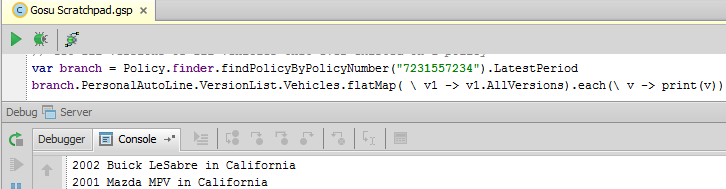 Gosu Scratchpad.gsp
var branch = Policy.finder.findPolicyByPolicyNumber("7231557234").LatestPeriod
branch.PersonalAutoLine.VersionList.Vehicles.flatMap( \ v1 -> v1.AllVersions).each(\ v -> print(v))
Debug Server
Debugger Console
2002 Buick LeSabre in California
2001 Mazda MPV in California